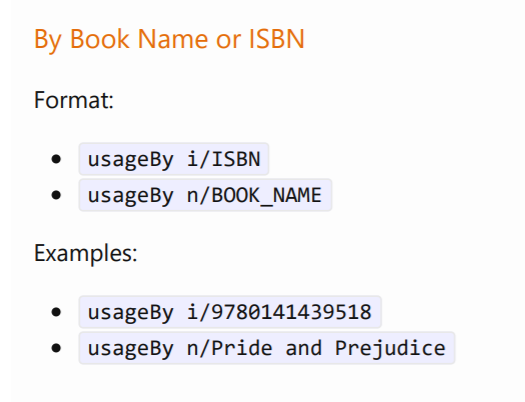 By Book Name or ISBN
Format:
usageBy i/ISBN
usageBy n/BOOK_NAME
Examples:
usageBy i/9780141439518
usageBy n/Pride and Prejudice